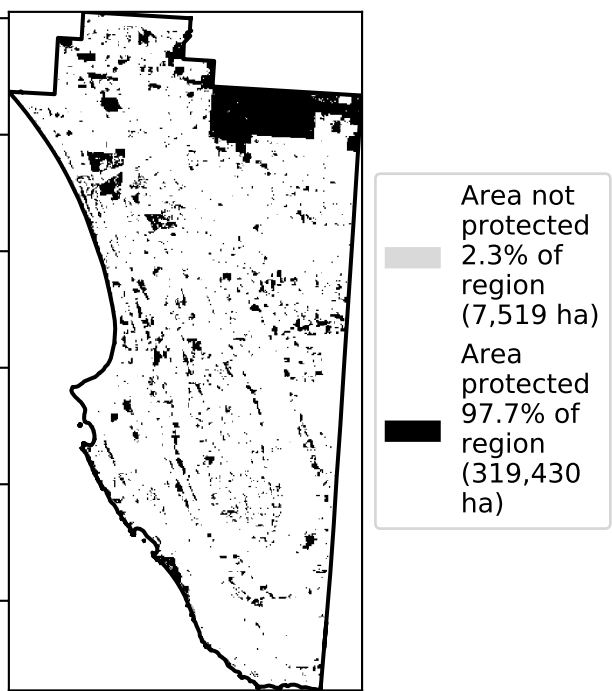 Area not
protected
2.3% of
region
(7,519 ha)
Area
protected
97.7% of
region
(319,430
ha)